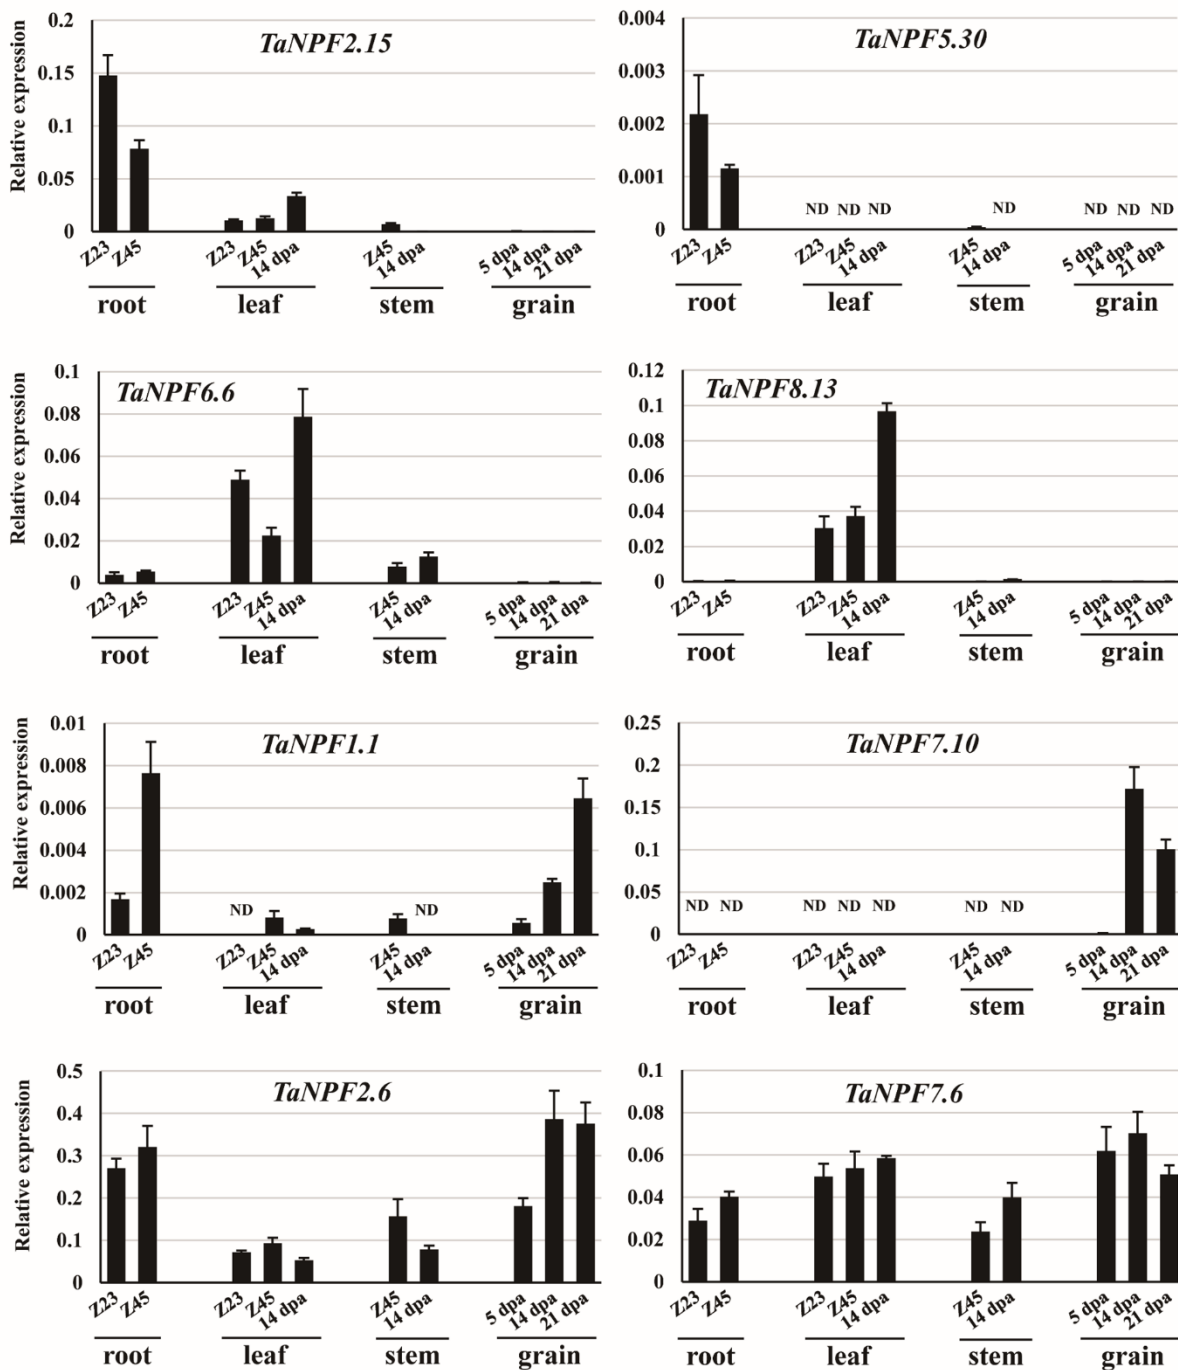 TaNPF2.15
Relative expression
0.2
0.15
0.1
0.05
0
Z23 Z45 Z23 Z45 14 dpa Z45 14 dpa 5 dpa 14 dpa 21 dpa
root leaf stem grain
TaNPF5.30
0.004
0.003
0.002
0.001
0
ND ND ND ND ND ND ND
Z23 Z45 Z23 Z45 14 dpa Z45 14 dpa 5 dpa 14 dpa 21 dpa
root leaf stem grain
TaNPF6.6
Relative expression
0.1
0.08
0.06
0.04
0.02
0
Z23 Z45 Z23 Z45 14 dpa Z45 14 dpa 5 dpa 14 dpa 21 dpa
root leaf stem grain
TaNPF8.13
0.12
0.1
0.08
0.06
0.04
0.02
0
Z23 Z45 Z23 Z45 14 dpa Z45 14 dpa 5 dpa 14 dpa 21 dpa
root leaf stem grain
TaNPF1.1
Relative expression
0.01
0.008
0.006
0.004
0.002
0
ND ND
Z23 Z45 Z23 Z45 14 dpa Z45 14 dpa 5 dpa 14 dpa 21 dpa
root leaf stem grain
TaNPF7.10
0.25
0.2
0.15
0.1
0.05
0
ND ND ND ND ND ND ND
Z23 Z45 Z23 Z45 14 dpa Z45 14 dpa 5 dpa 14 dpa 21 dpa
root leaf stem grain
TaNPF2.6
Relative expression
0.5
0.4
0.3
0.2
0.1
0
Z23 Z45 Z23 Z45 14 dpa Z45 14 dpa 5 dpa 14 dpa 21 dpa
root leaf stem grain
TaNPF7.6
0.1
0.08
0.06
0.04
0.02
0
Z23 Z45 Z23 Z45 14 dpa Z45 14 dpa 5 dpa 14 dpa 21 dpa
root leaf stem grain